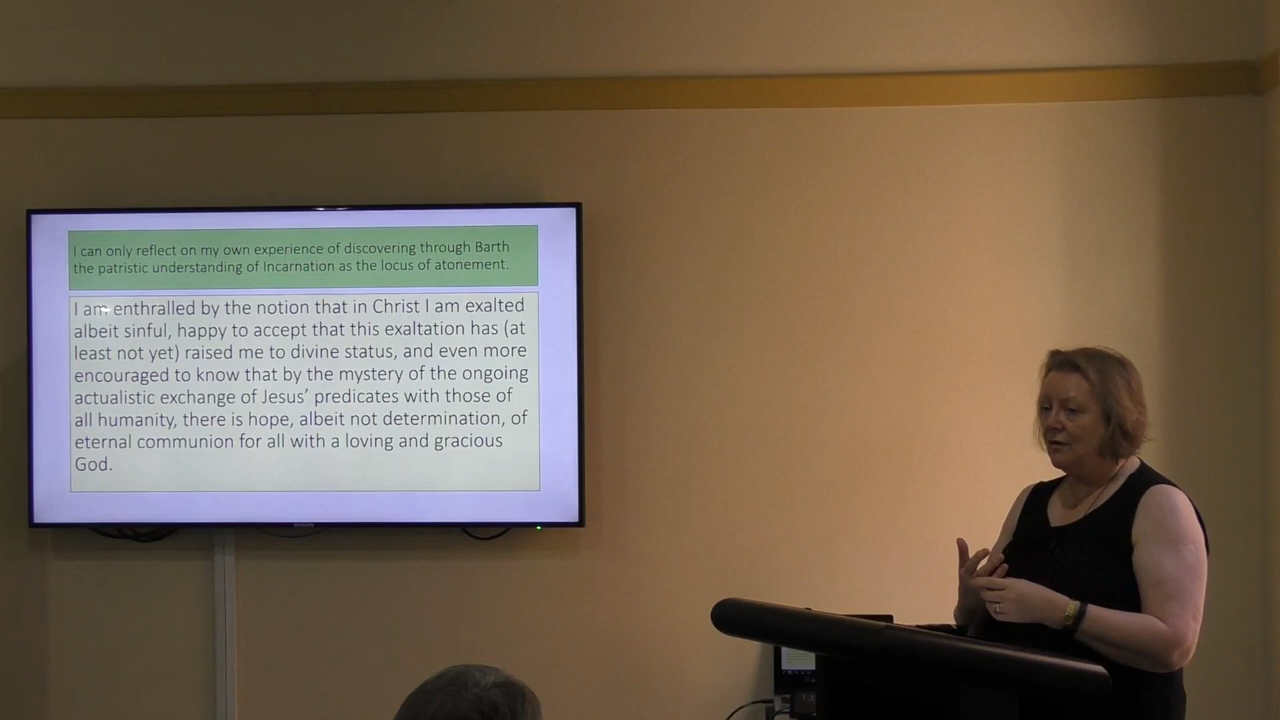 I can only reflect on my own experience of discovering through Barth
the patristic understanding of Incarnation as the locus of atonement.
I am enthralled by the notion that in Christ I am exalted
albeit sinful, happy to accept that this exaltation has (at
least not yet) raised me to divine status, and even more
encouraged to know that by the mystery of the ongoing
actualistic exchange of Jesus’ predicates with those of
all humanity, there is hope, albeit not determination, of
eternal communion for all with a loving and gracious
God.